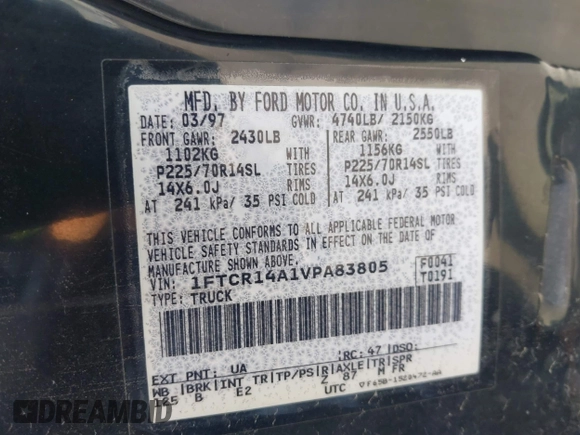 MFD. BY FORD MOTOR CO. IN U.S.A.
DATE: 03/97 GVWR: 4740LB/ 2150KG
FRONT GAWR: 2430LB REAR GAWR: 2550LB
1102KG WITH 1156KG WITH
P225/70R14SL TIRES P225/70R14SL TIRES
14X6.0J RIMS 14X6.0J RIMS
AT 241 kPa/ 35 PSI COLD AT 241 kPa/ 35 PSI COLD
THIS VEHICLE CONFORMS TO ALL APPLICABLE FEDERAL MOTOR
VEHICLE SAFETY STANDARDS IN EFFECT ON THE DATE OF
MANUFACTURE SHOWN ABOVE.
VIN: 1FTCR14A1VPA83805 F0041
TYPE: TRUCK T0191
EXT PNT: UA RC: 47 DSO:
WB BRK INT TR TP/PS R AXLE TR SPR
125 B E2 Z 87 M FR
UTC
DREAMBID